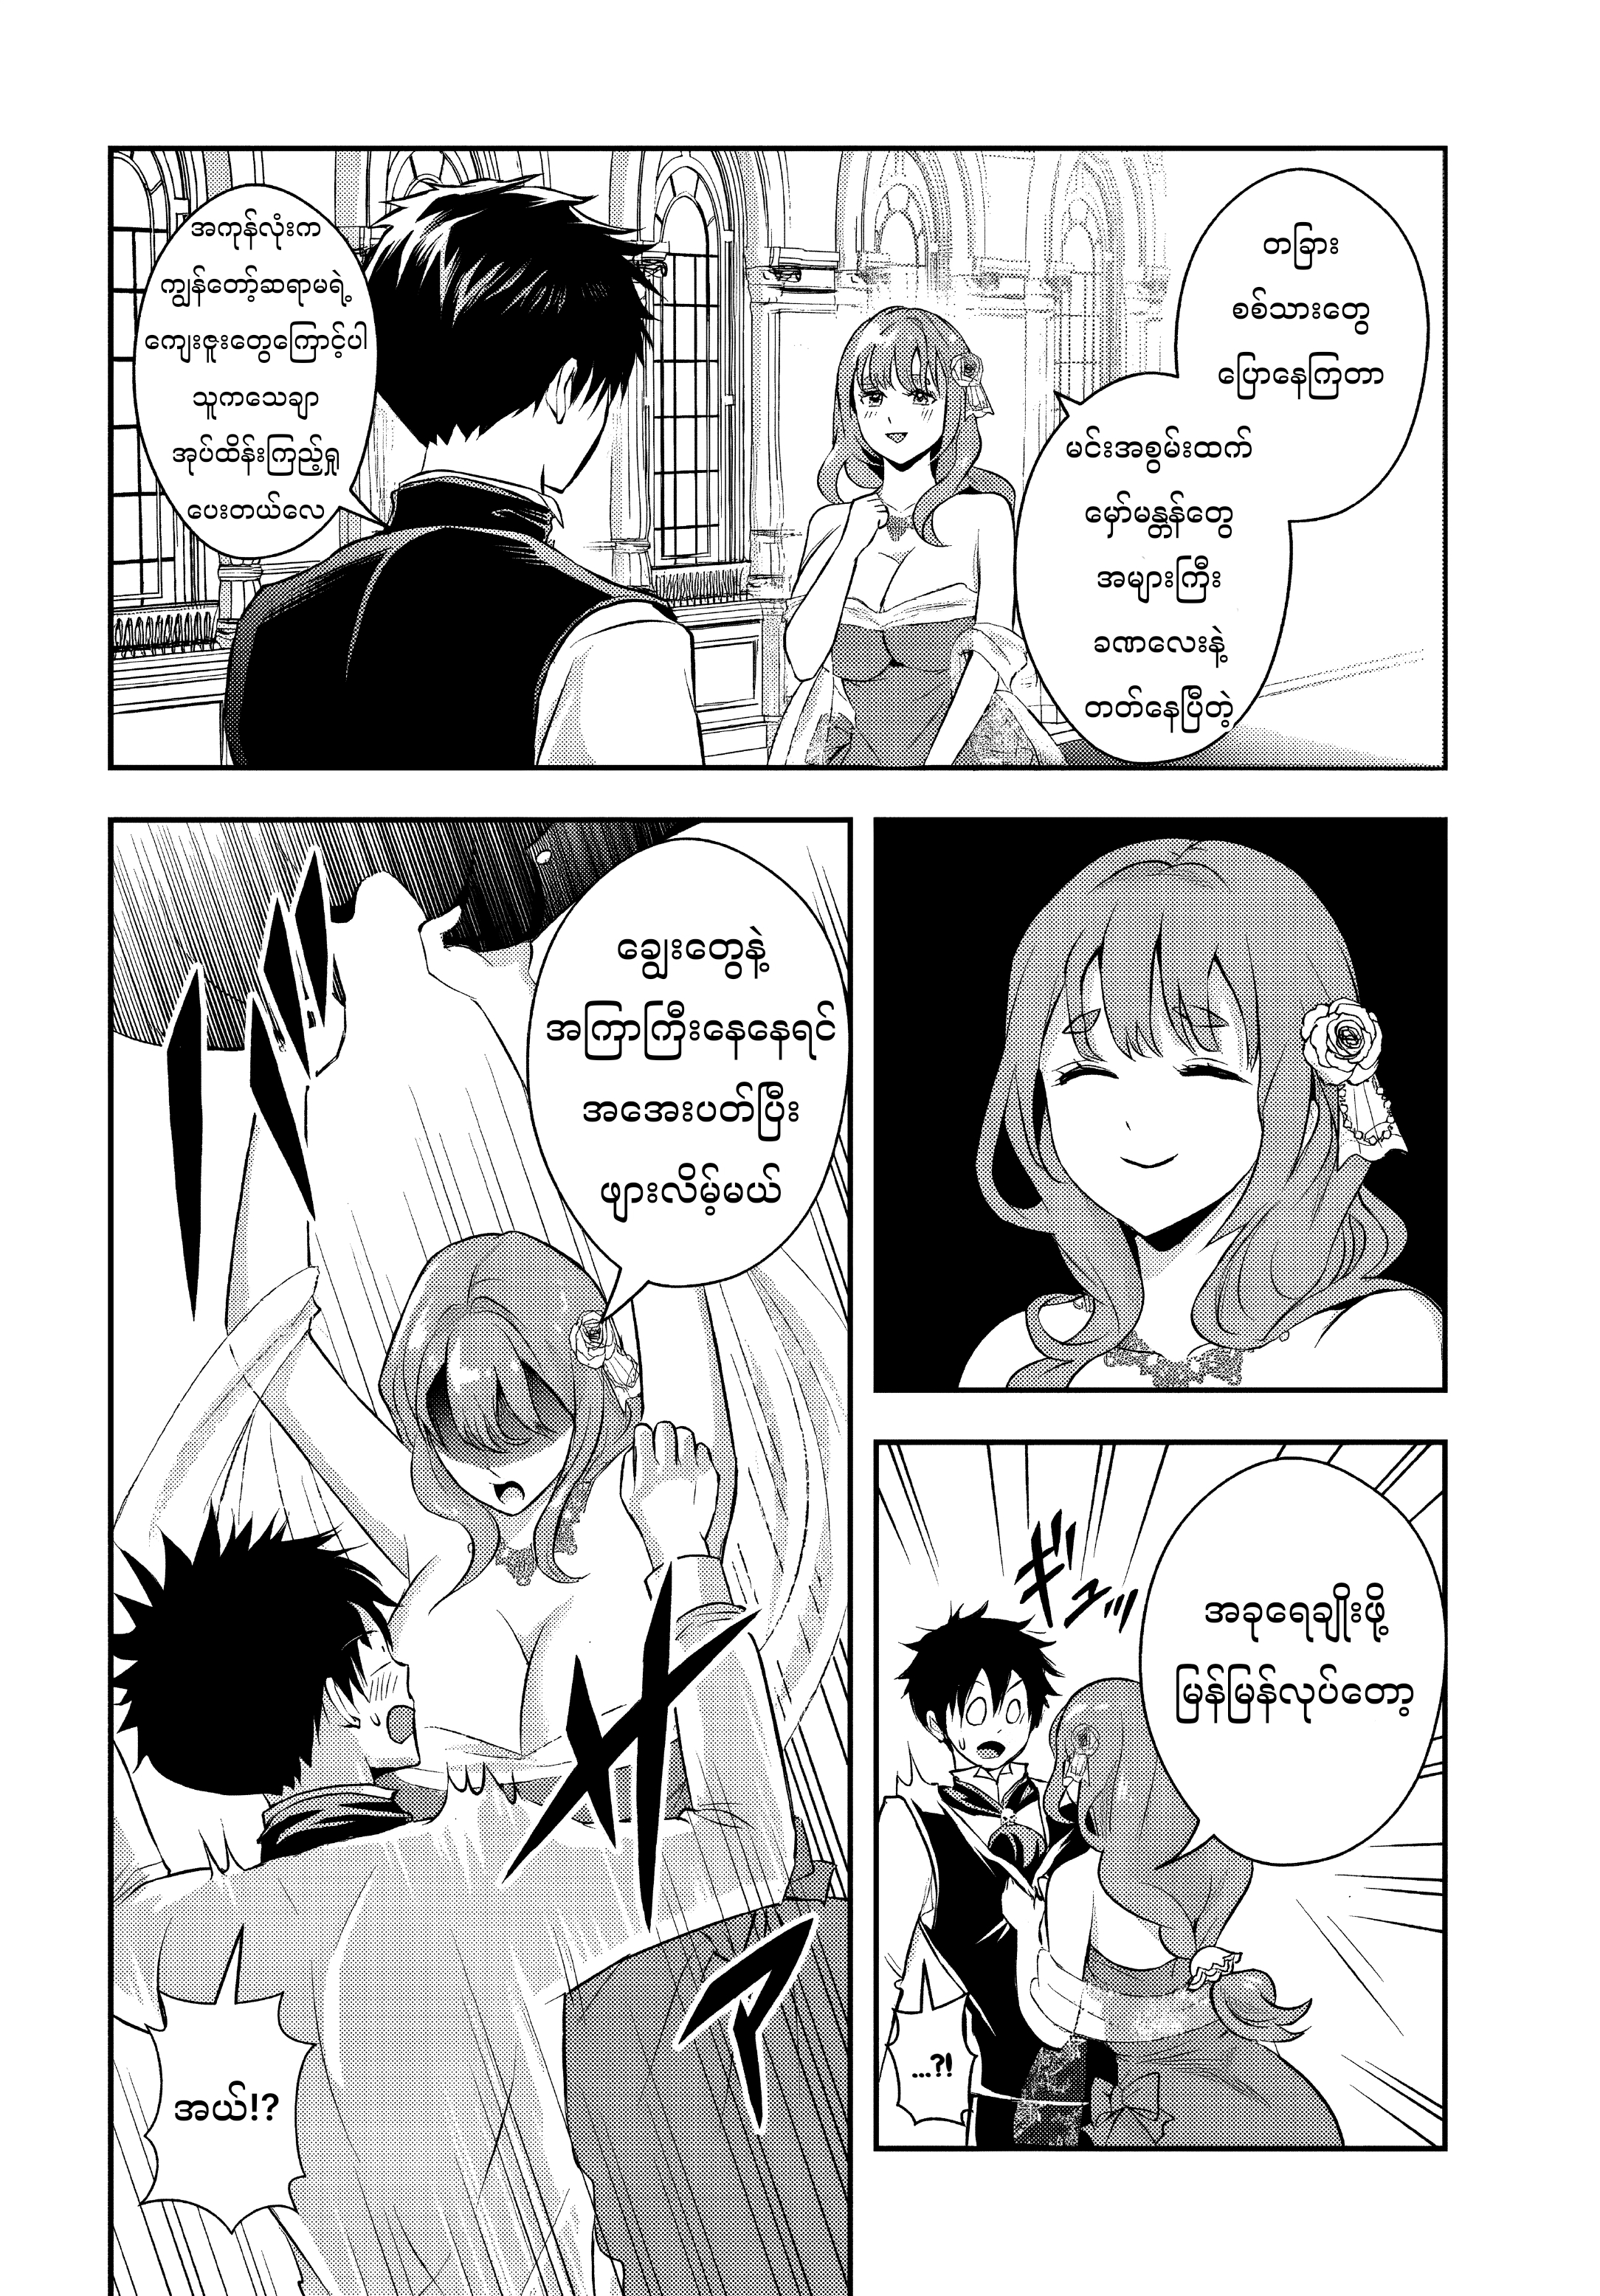 တခြား
စစ်သားတွေ
ပြောနေကြတာ
မင်းအစွမ်းထက်
မှော်မန္တန်တွေ
အများကြီး
ခဏလေးနဲ့
တတ်နေပြီတဲ့
အကုန်လုံးက
ကျွန်တော့်ဆရာမရဲ့
ကျေးဇူးတွေကြောင့်ပါ
သူကသေချာ
အုပ်ထိန်းကြည့်ရှု
ပေးတယ်လေ
အခုရေချိုးဖို့
မြန်မြန်လုပ်တော့
ギュッ
...?!
ချွေးတွေနဲ့
အကြာကြီးနေနေရင်
အအေးပတ်ပြီး
ဖျားလိမ့်မယ်
အယ်!?